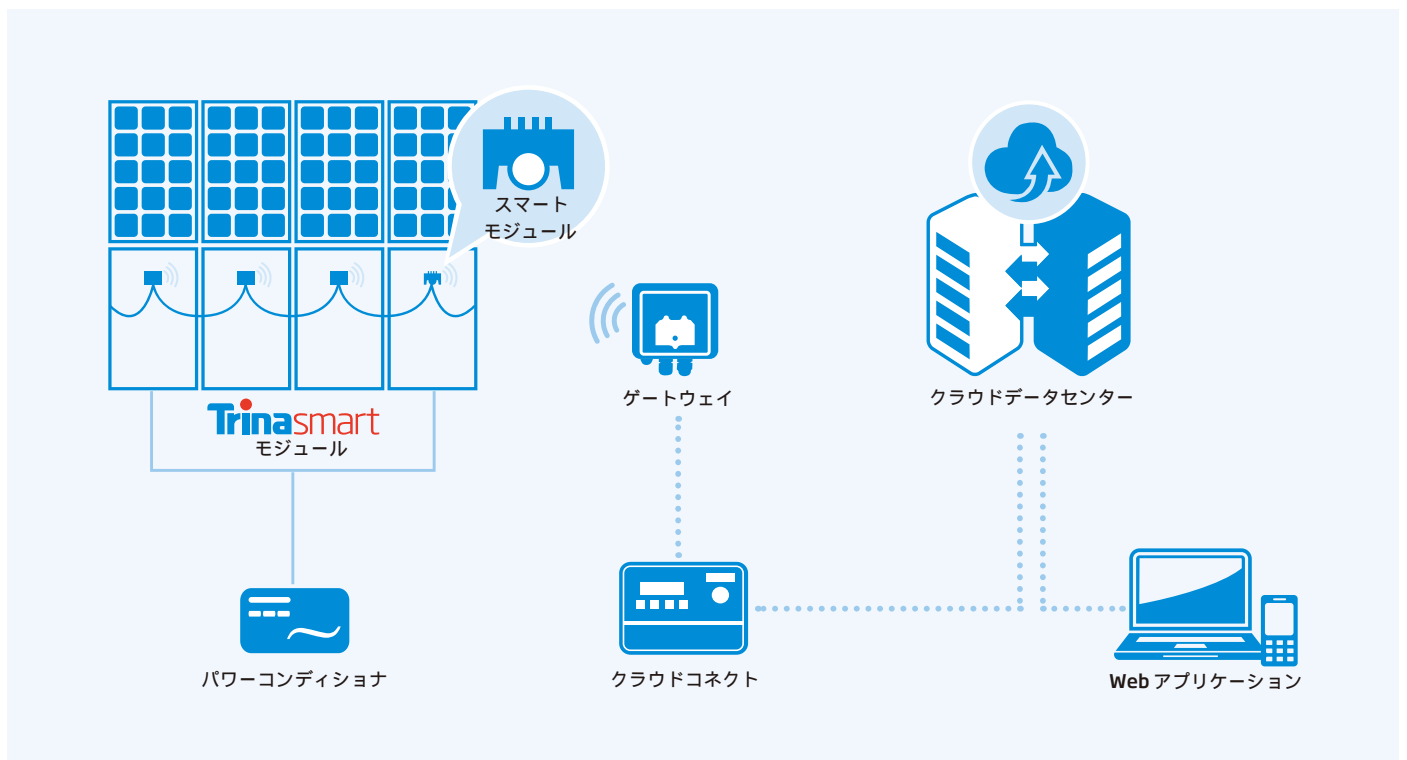 スマート
モジュール
Trinasmart
モジュール
ゲートウェイ
クラウドデータセンター
パワーコンディショナ
クラウドコネクト
Web アプリケーション